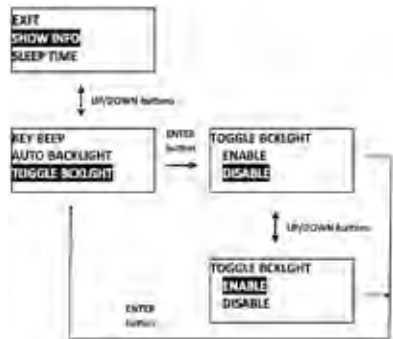 EXIT
SHOW INFO
SLEEP TIME
UP/DOWN buttons
KEY BEEP
AUTO BACKLIGHT
TOGGLE BCKLGHT
ENTER
button
TOGGLE BCKLGHT
ENABLE
DISABLE
UP/DOWN buttons
TOGGLE BCKLGHT
ENABLE
DISABLE
ENTER
button